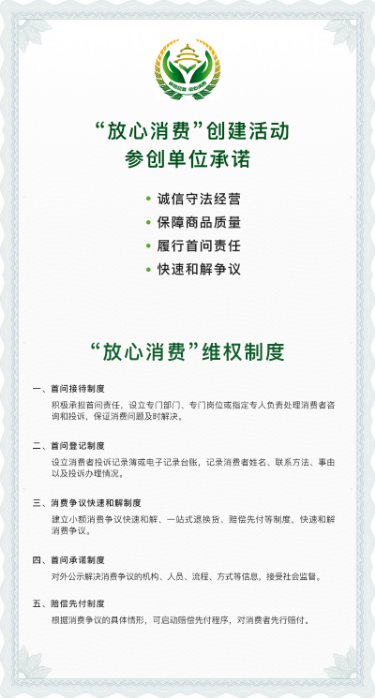 “放心消费”创建活动
参创单位承诺
• 诚信守法经营
• 保障商品质量
• 履行首问责任
• 快速和解争议
“放心消费”维权制度
一、首问接待制度
积极承担首问责任，设立专门部门、专门岗位或指定专人负责处理消费者咨
询和投诉，保证消费问题及时解决。
二、首问登记制度
设立消费者投诉记录簿或电子记录台账，记录消费者姓名、联系方法、事由
以及投诉办理情况。
三、消费争议快速和解制度
建立小额消费争议快速和解、一站式退换货、赔偿先付等制度，快速和解
消费争议。
四、首问承诺制度
对外公示解决消费争议的机构、人员、流程、方式等信息，接受社会监督。
五、赔偿先付制度
根据消费争议的具体情形，可启动赔偿先付程序，对消费者先行赔付。